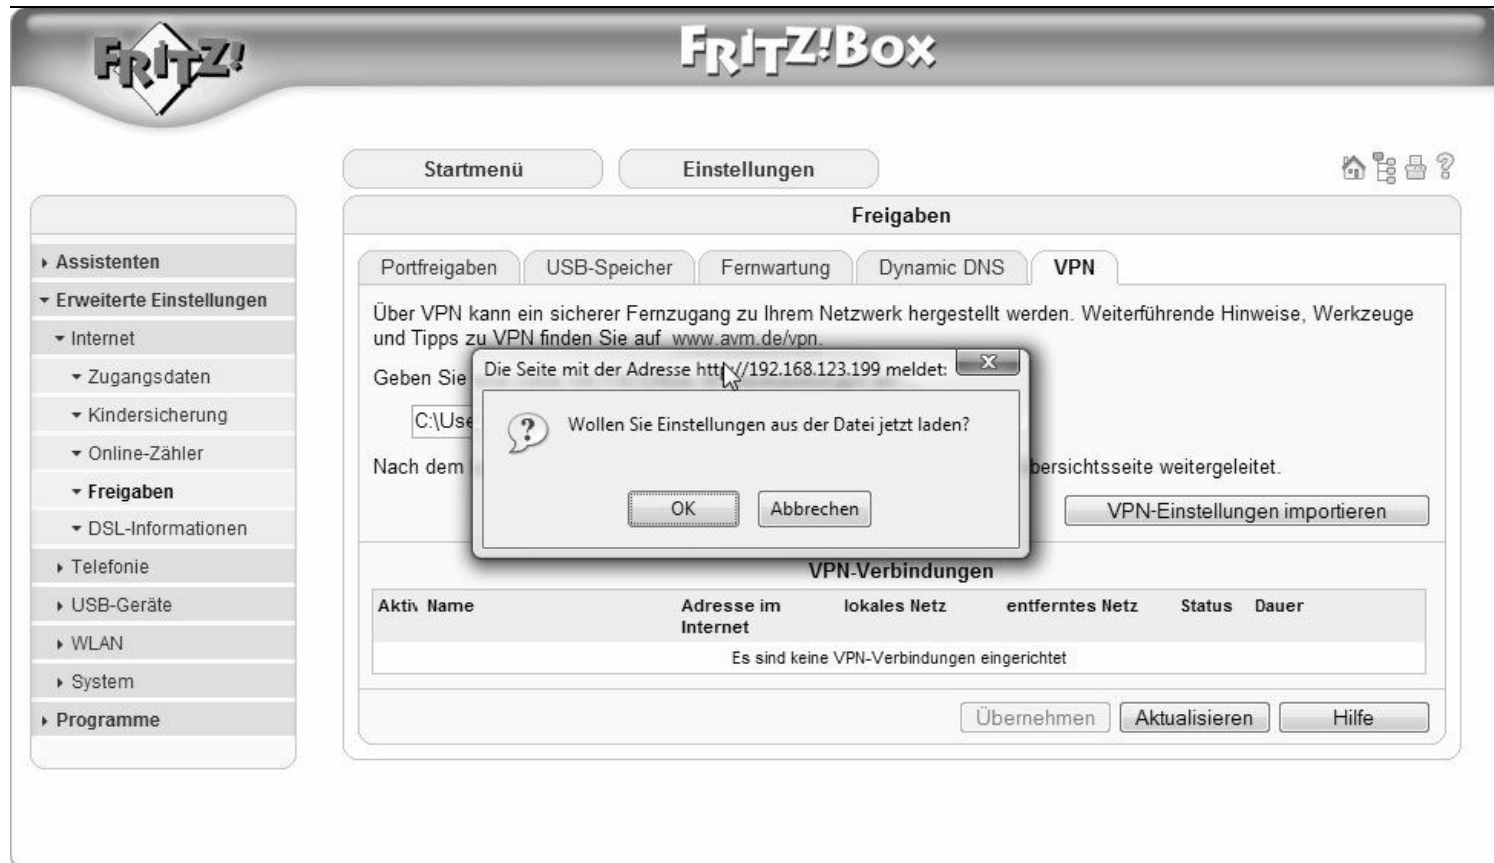 FRITZ!
FRITZ!Box
Startmenü
Einstellungen
Freigaben
Assistenten
Erweiterte Einstellungen
Internet
Zugangsdaten
Kindersicherung
Online-Zähler
Freigaben
DSL-Informationen
Telefonie
USB-Geräte
WLAN
System
Programme
Portfreigaben
USB-Speicher
Fernwartung
Dynamic DNS
VPN
Über VPN kann ein sicherer Fernzugang zu Ihrem Netzwerk hergestellt werden. Weiterführende Hinweise, Werkzeuge
und Tipps zu VPN finden Sie auf www.avm.de/vpn.
Geben Sie
C:\Use
Nach dem
bersichtsseite weitergeleitet.
Die Seite mit der Adresse http://192.168.123.199 meldet:
Wollen Sie Einstellungen aus der Datei jetzt laden?
OK
Abbrechen
VPN-Einstellungen importieren
VPN-Verbindungen
Aktiv Name
Adresse im
Internet
lokales Netz
entferntes Netz
Status
Dauer
Es sind keine VPN-Verbindungen eingerichtet
Übernehmen
Aktualisieren
Hilfe